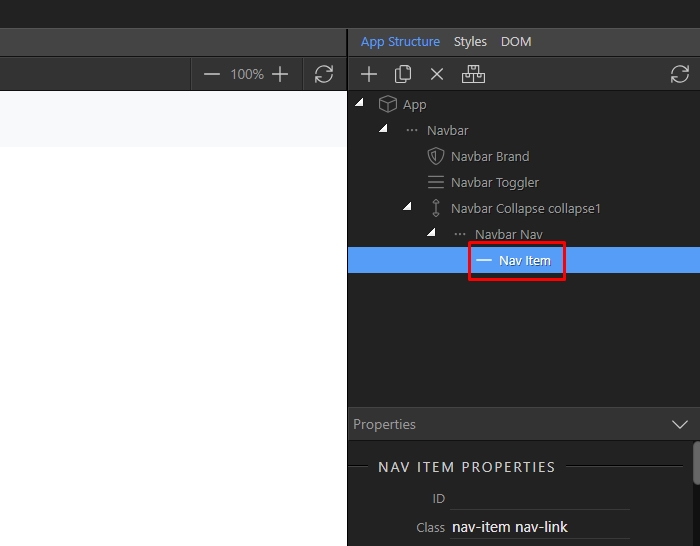 App Structure Styles DOM
100%
App
Navbar
Navbar Brand
Navbar Toggler
Navbar Collapse collapse1
Navbar Nav
Nav Item
Properties
NAV ITEM PROPERTIES
ID
Class nav-item nav-link